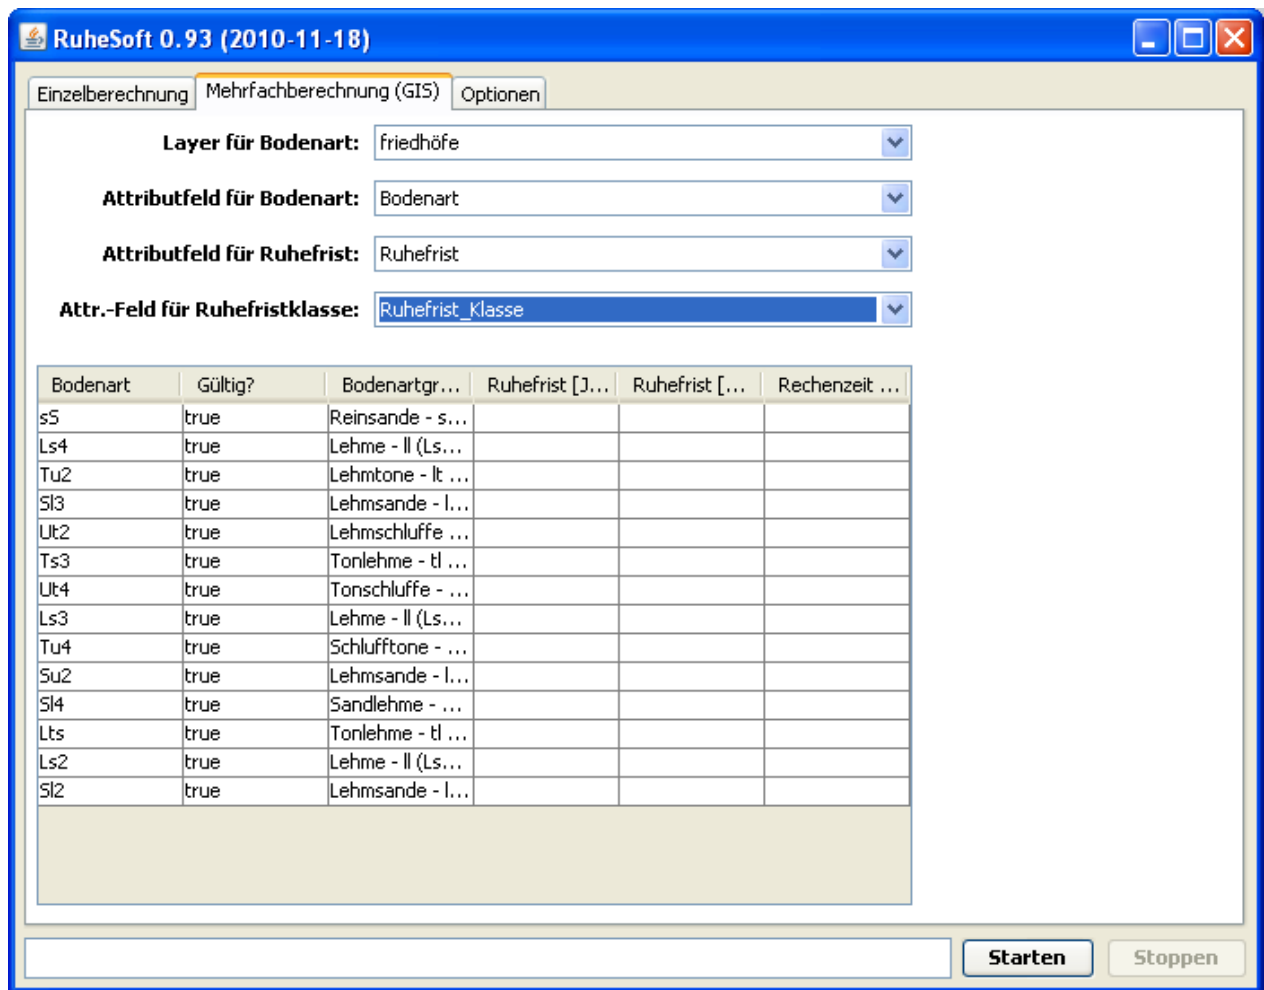 RuheSoft 0.93 (2010-11-18)
Einzelberechnung Mehrfachberechnung (GIS) Optionen
Layer für Bodenart: friedhöfe
Attributfeld für Bodenart: Bodenart
Attributfeld für Ruhefrist: Ruhefrist
Attr.-Feld für Ruhefristklasse: Ruhefrist_Klasse
Bodenart Gültig? Bodenartgr... Ruhefrist [J... Ruhefrist [... Rechenzeit ...
sS true Reinsande - s...
Ls4 true Lehme - ll (Ls...
Tu2 true Lehmtone - lt ...
Sl3 true Lehmsande - l...
Ut2 true Lehmschluffe ...
Ts3 true Tonlehme - tl ...
Ut4 true Tonschluffe - ...
Ls3 true Lehme - ll (Ls...
Tu4 true Schlufftone - ...
Su2 true Lehmsande - l...
Sl4 true Sandlehme - ...
Lts true Tonlehme - tl ...
Ls2 true Lehme - ll (Ls...
Sl2 true Lehmsande - l...
Starten Stoppen